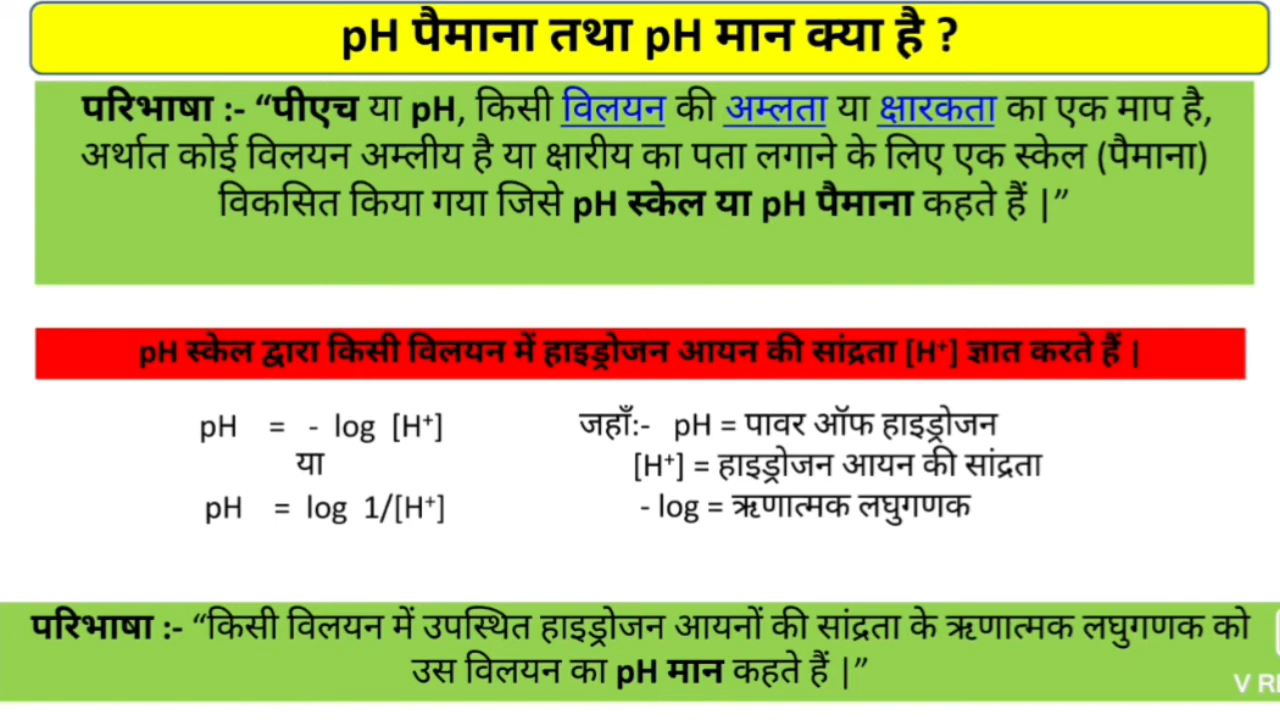 pH पैमाना तथा pH मान क्या है ?
परिभाषा :- “पीएच या pH, किसी विलयन की अम्लता या क्षारकता का एक माप है,
अर्थात कोई विलयन अम्लीय है या क्षारीय का पता लगाने के लिए एक स्केल (पैमाना)
विकसित किया गया जिसे pH स्केल या pH पैमाना कहते हैं |”
pH स्केल द्वारा किसी विलयन में हाइड्रोजन आयन की सांद्रता [H⁺] ज्ञात करते हैं |
pH = - log [H⁺]
या
pH = log 1/[H⁺]
जहाँ:- pH = पावर ऑफ हाइड्रोजन
[H⁺] = हाइड्रोजन आयन की सांद्रता
- log = ऋणात्मक लघुगणक
परिभाषा :- “किसी विलयन में उपस्थित हाइड्रोजन आयनों की सांद्रता के ऋणात्मक लघुगणक को
उस विलयन का pH मान कहते हैं |”